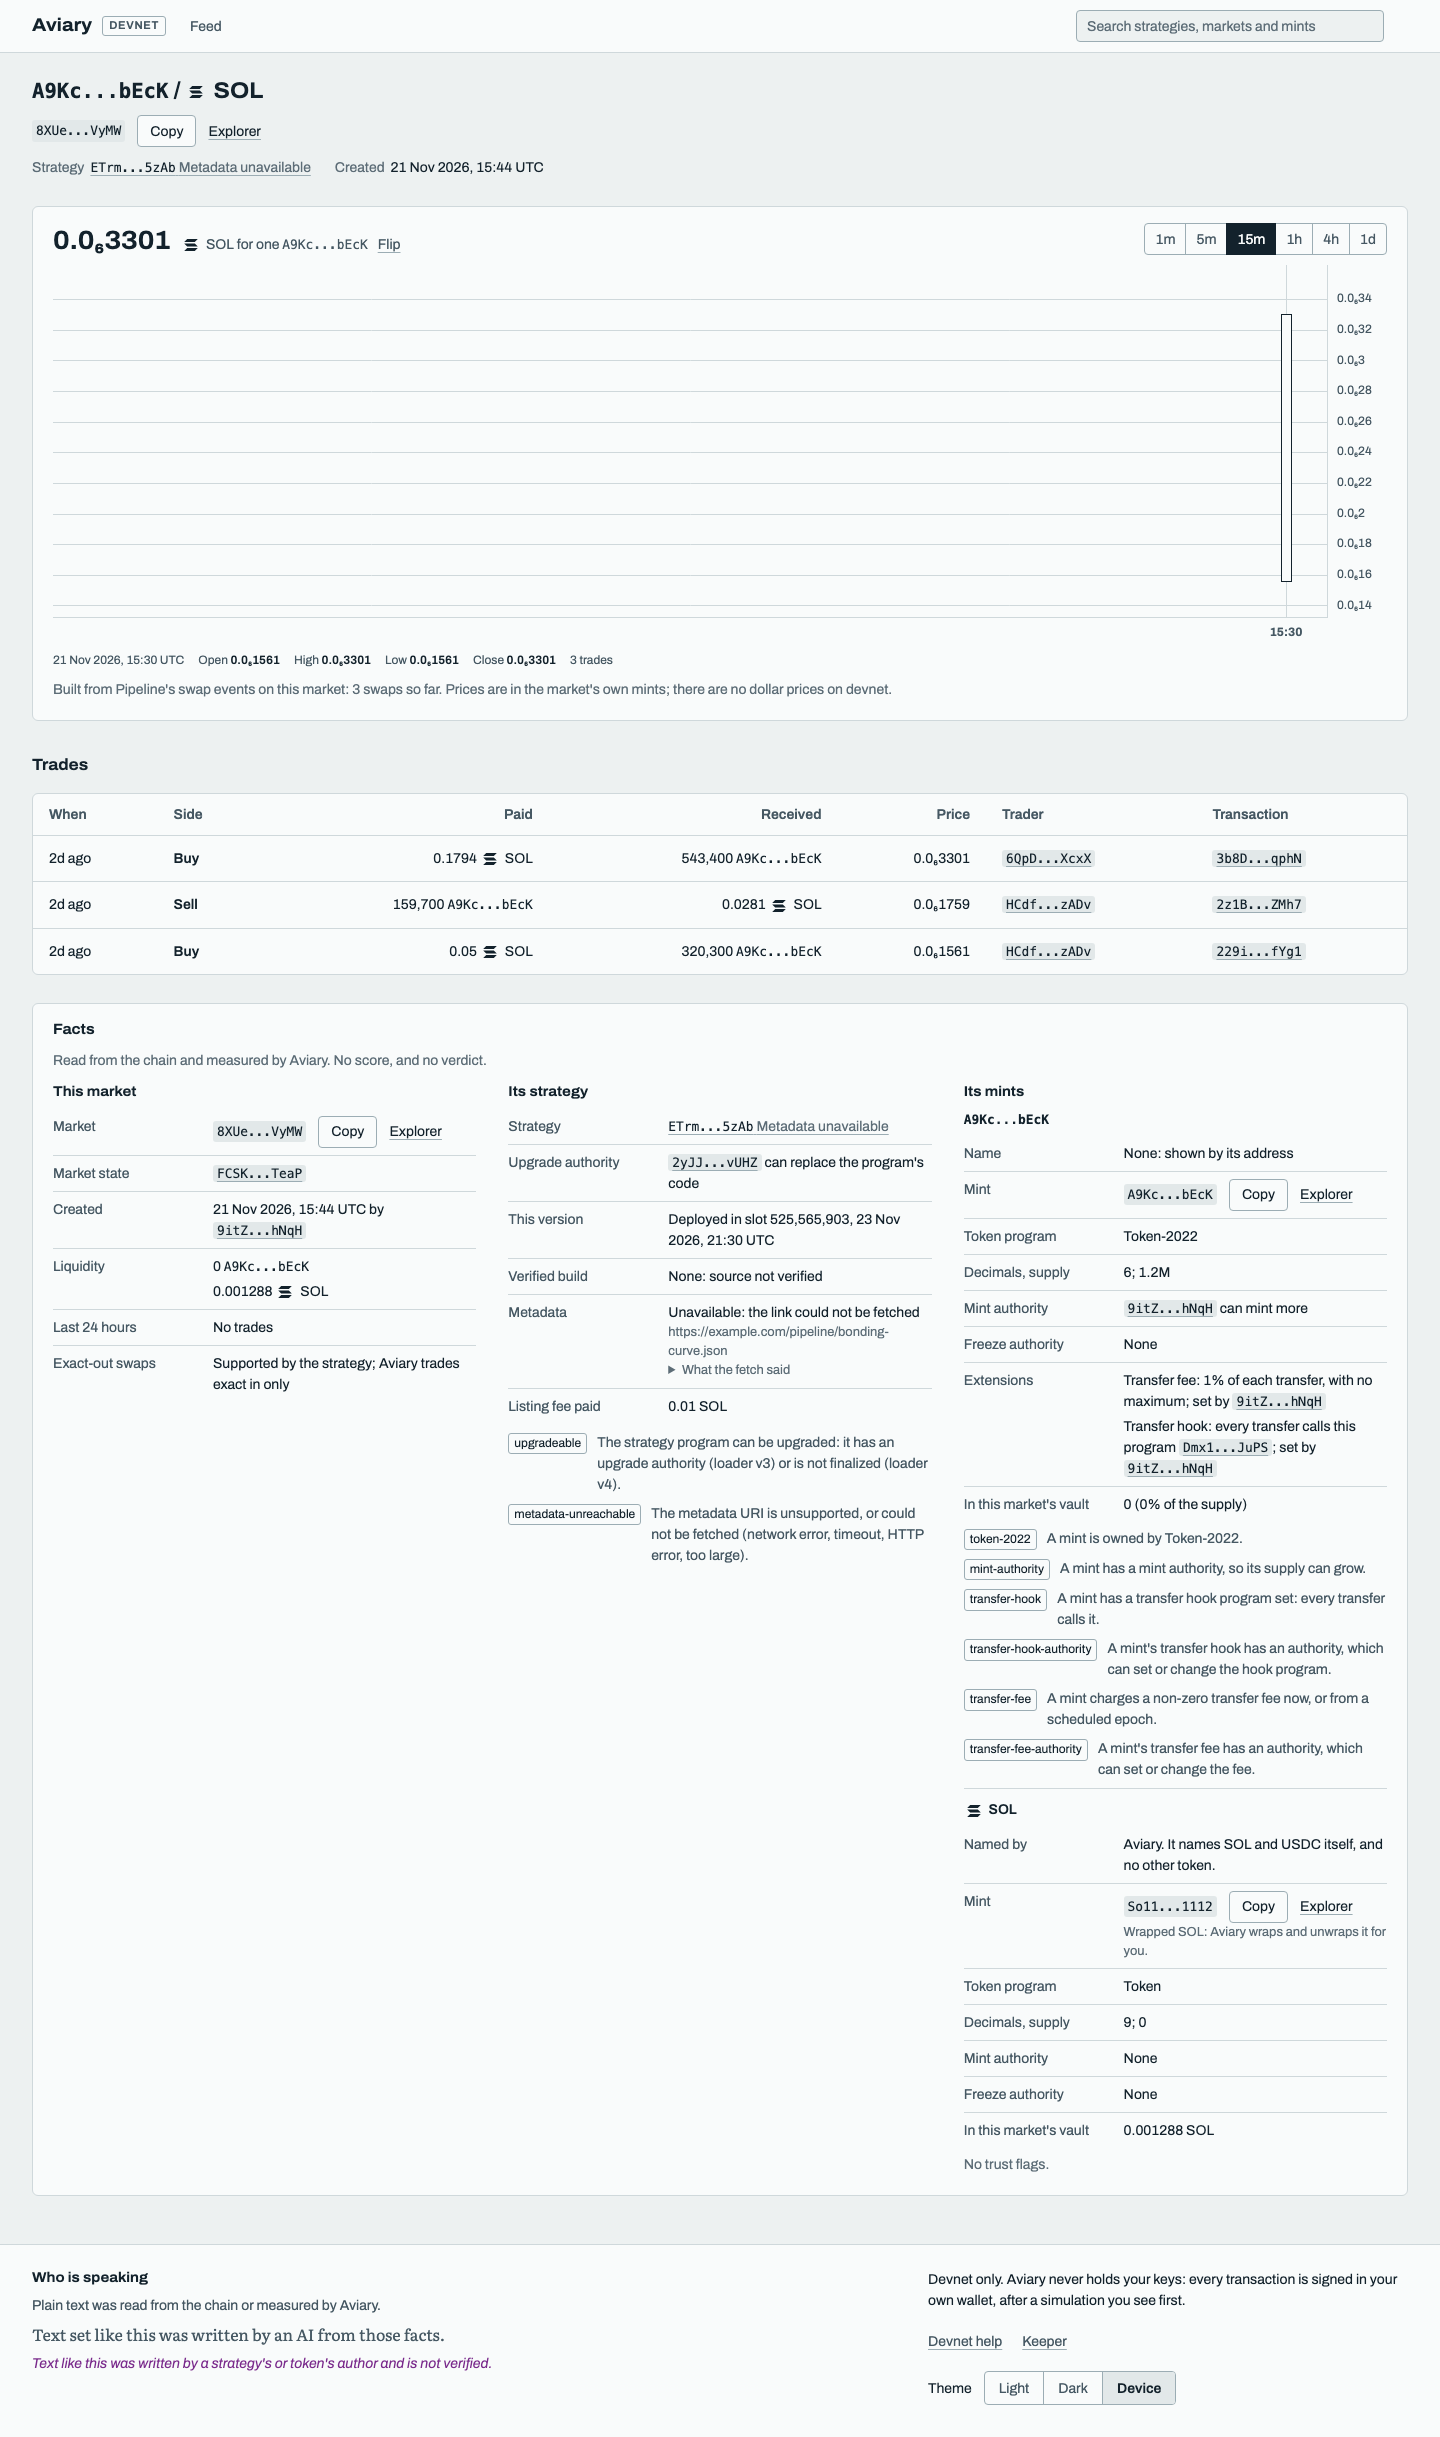 Aviary DEVNET Feed Search strategies, markets and mints
A9Kc...bEcK / SOL
8XUe...VyMW Copy Explorer
Strategy ETrm...5zAb Metadata unavailable Created 21 Nov 2026, 15:44 UTC
0.0₆3301 SOL for one A9Kc...bEcK Flip 1m 5m 15m 1h 4h 1d
0.0₆34
0.0₆32
0.0₆3
0.0₆28
0.0₆26
0.0₆24
0.0₆22
0.0₆2
0.0₆18
0.0₆16
0.0₆14
15:30
21 Nov 2026, 15:30 UTC Open 0.0₆1561 High 0.0₆3301 Low 0.0₆1561 Close 0.0₆3301 3 trades
Built from Pipeline's swap events on this market: 3 swaps so far. Prices are in the market's own mints; there are no dollar prices on devnet.
Trades
When Side Paid Received Price Trader Transaction
2d ago Buy 0.1794 SOL 543,400 A9Kc...bEcK 0.0₆3301 6QpD...XcxX 3b8D...qphN
2d ago Sell 159,700 A9Kc...bEcK 0.0281 SOL 0.0₆1759 HCdf...zADv 2z1B...ZMh7
2d ago Buy 0.05 SOL 320,300 A9Kc...bEcK 0.0₆1561 HCdf...zADv 229i...fYg1
Facts
Read from the chain and measured by Aviary. No score, and no verdict.
This market
Market 8XUe...VyMW Copy Explorer
Market state FCSK...TeaP
Created 21 Nov 2026, 15:44 UTC by
9itZ...hNqH
Liquidity 0 A9Kc...bEcK
0.001288 SOL
Last 24 hours No trades
Exact-out swaps Supported by the strategy; Aviary trades
exact in only
Its strategy
Strategy ETrm...5zAb Metadata unavailable
Upgrade authority 2yJJ...vUHZ can replace the program's
code
This version Deployed in slot 525,565,903, 23 Nov
2026, 21:30 UTC
Verified build None: source not verified
Metadata Unavailable: the link could not be fetched
https://example.com/pipeline/bonding-
curve.json
What the fetch said
Listing fee paid 0.01 SOL
upgradeable The strategy program can be upgraded: it has an
upgrade authority (loader v3) or is not finalized (loader
v4).
metadata-unreachable The metadata URI is unsupported, or could
not be fetched (network error, timeout, HTTP
error, too large).
Its mints
A9Kc...bEcK
Name None: shown by its address
Mint A9Kc...bEcK Copy Explorer
Token program Token-2022
Decimals, supply 6; 1.2M
Mint authority 9itZ...hNqH can mint more
Freeze authority None
Extensions Transfer fee: 1% of each transfer, with no
maximum; set by 9itZ...hNqH
Transfer hook: every transfer calls this
program Dmx1...JuPS; set by
9itZ...hNqH
In this market's vault 0 (0% of the supply)
token-2022 A mint is owned by Token-2022.
mint-authority A mint has a mint authority, so its supply can grow.
transfer-hook A mint has a transfer hook program set: every transfer
calls it.
transfer-hook-authority A mint's transfer hook has an authority, which
can set or change the hook program.
transfer-fee A mint charges a non-zero transfer fee now, or from a
scheduled epoch.
transfer-fee-authority A mint's transfer fee has an authority, which
can set or change the fee.
SOL
Named by Aviary. It names SOL and USDC itself, and
no other token.
Mint So11...1112 Copy Explorer
Wrapped SOL: Aviary wraps and unwraps it for
you.
Token program Token
Decimals, supply 9; 0
Mint authority None
Freeze authority None
In this market's vault 0.001288 SOL
No trust flags.
Who is speaking
Plain text was read from the chain or measured by Aviary.
Text set like this was written by an AI from those facts.
Text like this was written by a strategy's or token's author and is not verified.
Devnet only. Aviary never holds your keys: every transaction is signed in your
own wallet, after a simulation you see first.
Devnet help Keeper
Theme Light Dark Device